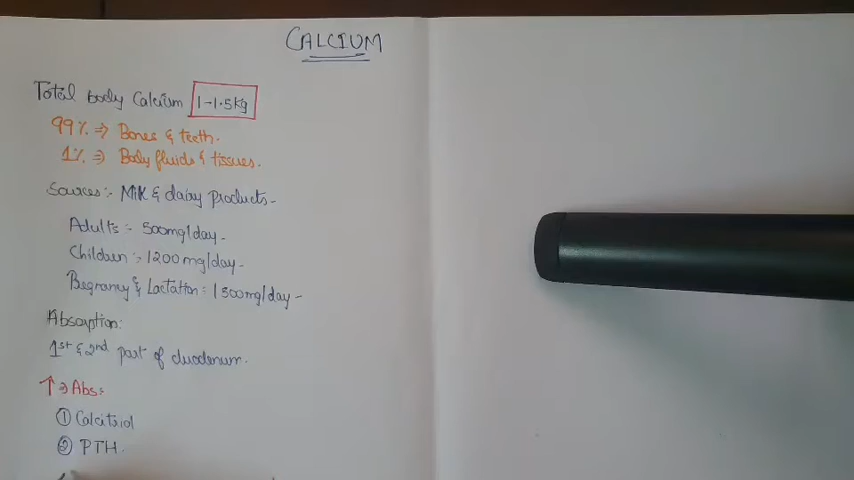 CALCIUM
Total body Calcium 1-1.5kg
99% => Bones & teeth.
1% => Body fluids & tissues.
Sources:- Milk & dairy products-
Adults :- 500mg/day-
Children :- 1200mg/day-
Pregnancy & Lactation: 1500mg/day-
Absorption:
1st & 2nd part of duodenum.
↑ => Abs:
① Calcitriol
② PTH.